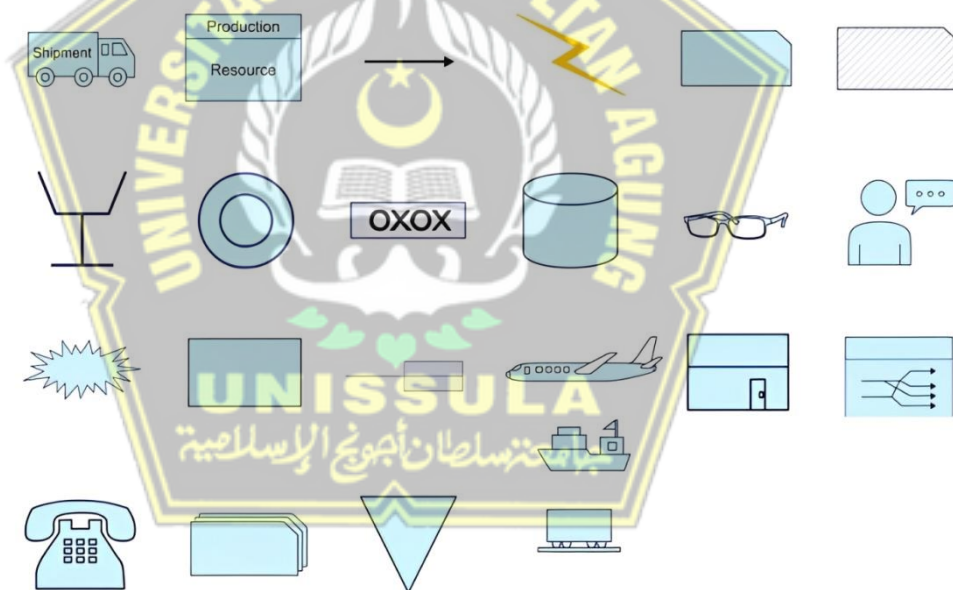 Shipment
Production
Resource
UNIVERSITAS ISLAM SULTAN AGUNG
OXOX
UNISSULA
جامعة سلطان أجونج الإسلامية